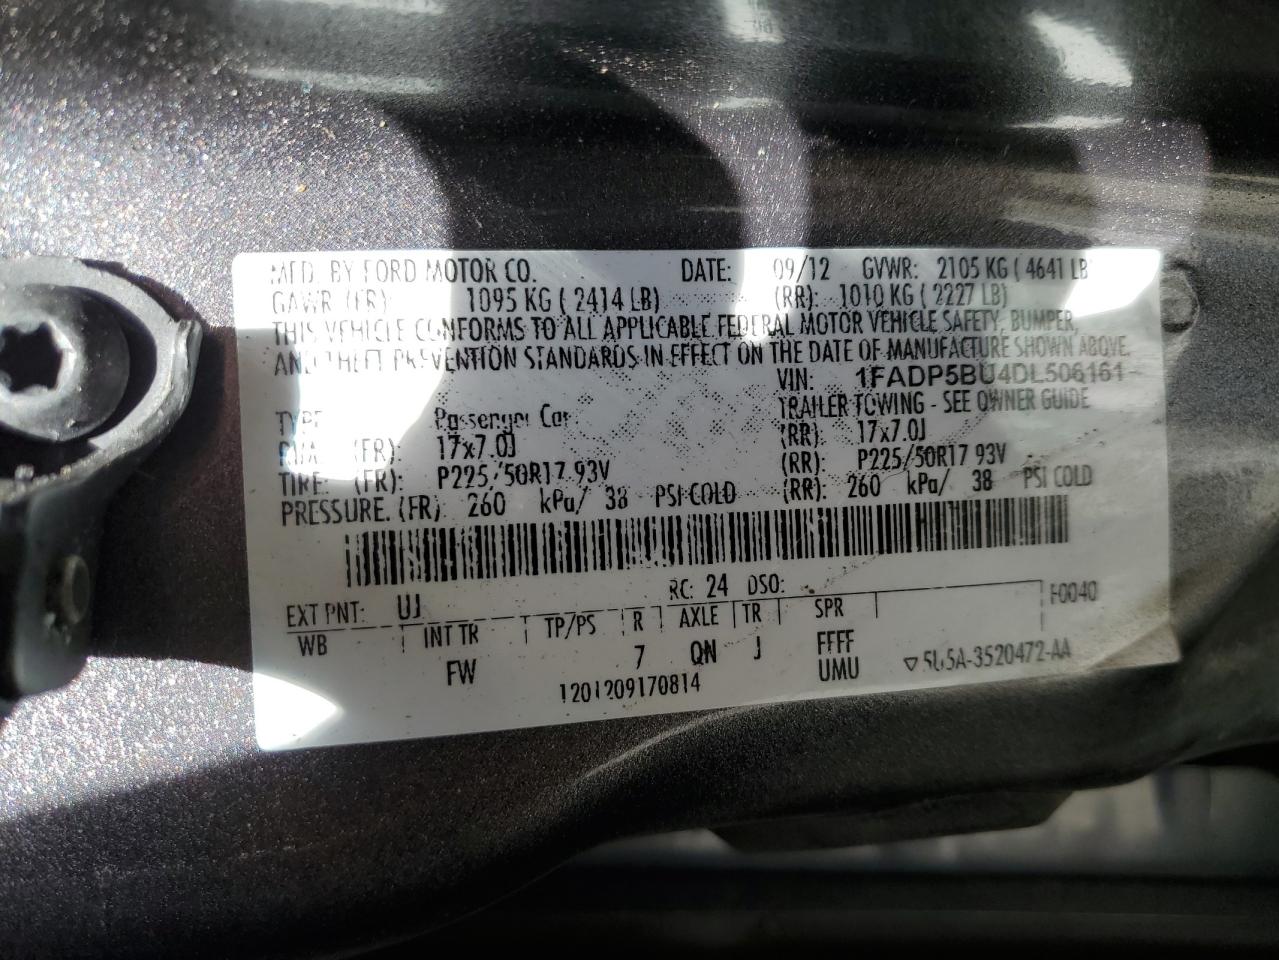 MFD. BY FORD MOTOR CO. DATE: 09/12 GVWR: 2105 KG ( 4641 LB
GAWR (FR): 1095 KG ( 2414 LB) (RR): 1010 KG ( 2227 LB)
THIS VEHICLE CONFORMS TO ALL APPLICABLE FEDERAL MOTOR VEHICLE SAFETY, BUMPER,
AND THEFT PREVENTION STANDARDS IN EFFECT ON THE DATE OF MANUFACTURE SHOWN ABOVE.
VIN: 1FADP5BU4DL506161
TYPE Passenger Car TRAILER TOWING - SEE OWNER GUIDE
(FR): 17x7.0J (RR): 17x7.0J
TIRE: (FR): P225/50R17 93V (RR): P225/50R17 93V
PRESSURE. (FR): 260 kPa/ 38 PSI COLD (RR): 260 kPa/ 38 PSI COLD
RC: 24 DSO:
EXT PNT: UJ F0040
WB INT TR TP/PS R AXLE TR SPR
FW 7 QN J FFFF
UMU
1201209170814
▽ 5U5A-3520472-AA